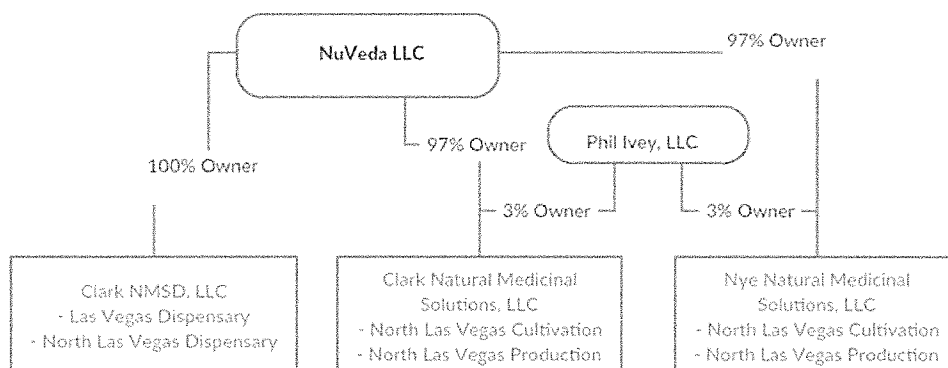 NuVeda LLC
97% Owner
Phil Ivey, LLC
97% Owner
100% Owner
3% Owner
3% Owner
Clark NMSD, LLC
- Las Vegas Dispensary
- North Las Vegas Dispensary
Clark Natural Medicinal
Solutions, LLC
- North Las Vegas Cultivation
- North Las Vegas Production
Nye Natural Medicinal
Solutions, LLC
- North Las Vegas Cultivation
- North Las Vegas Production